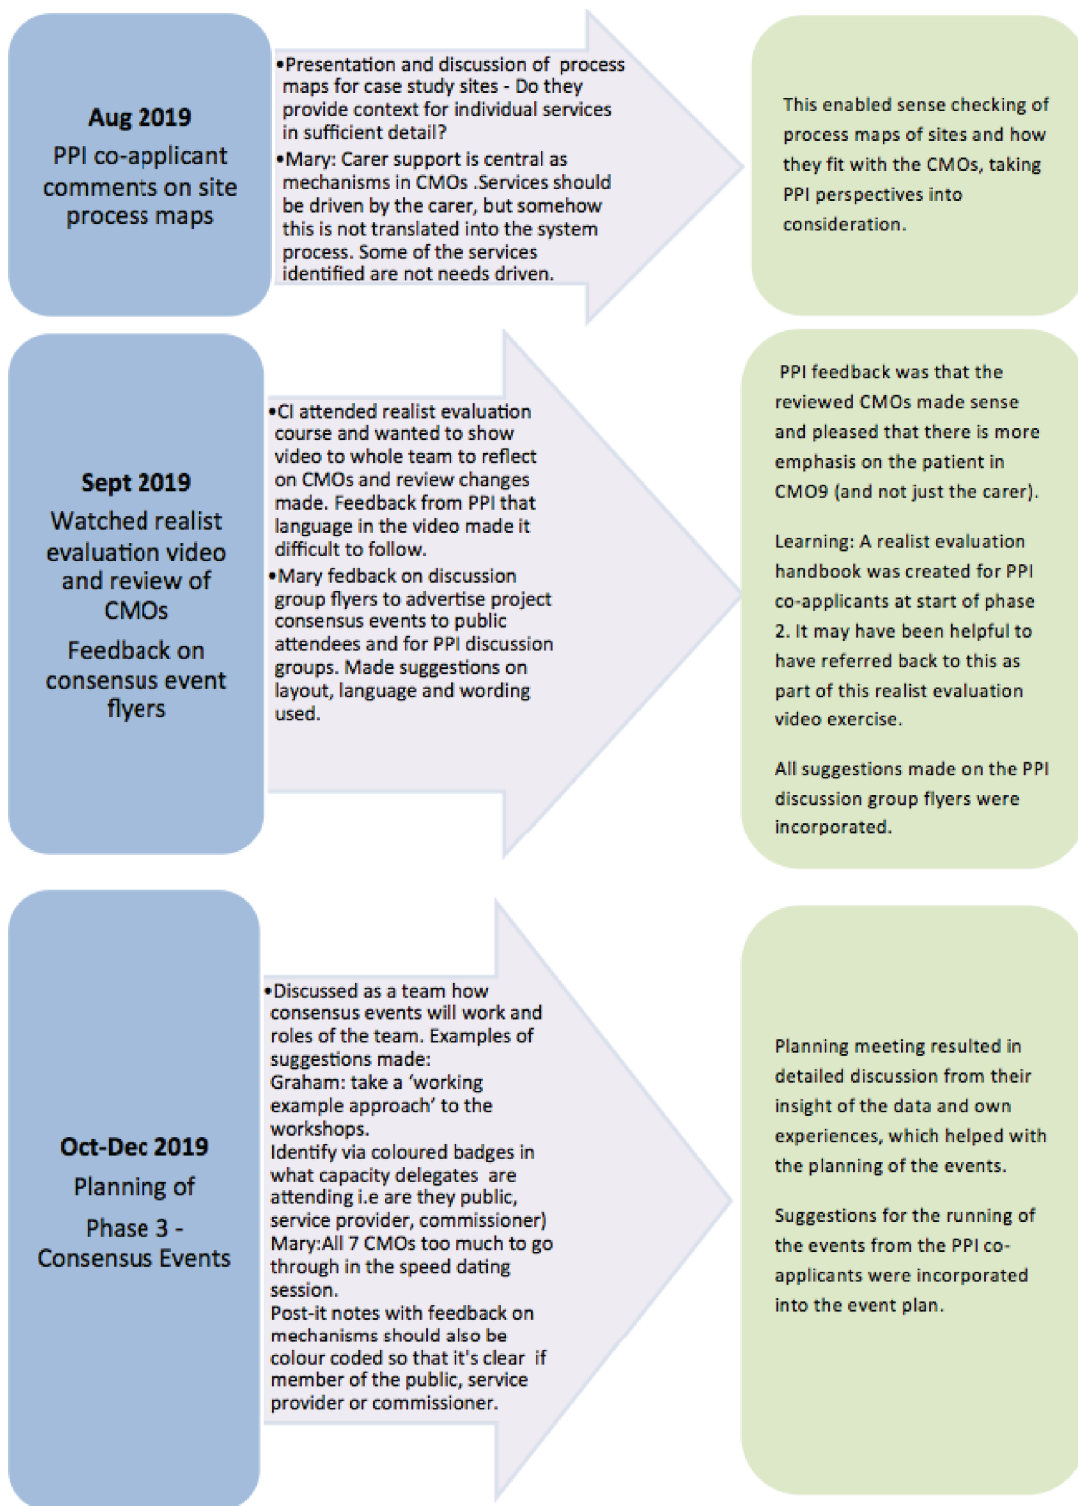 Aug 2019
PPI co-applicant
comments on site
process maps
•Presentation and discussion of process
maps for case study sites - Do they
provide context for individual services
in sufficient detail?
•Mary: Carer support is central as
mechanisms in CMOs .Services should
be driven by the carer, but somehow
this is not translated into the system
process. Some of the services
identified are not needs driven.
This enabled sense checking of
process maps of sites and how
they fit with the CMOs, taking
PPI perspectives into
consideration.
Sept 2019
Watched realist
evaluation video
and review of
CMOs
Feedback on
consensus event
flyers
•CI attended realist evaluation
course and wanted to show
video to whole team to reflect
on CMOs and review changes
made. Feedback from PPI that
language in the video made it
difficult to follow.
•Mary fedback on discussion
group flyers to advertise project
consensus events to public
attendees and for PPI discussion
groups. Made suggestions on
layout, language and wording
used.
PPI feedback was that the
reviewed CMOs made sense
and pleased that there is more
emphasis on the patient in
CMO9 (and not just the carer).
Learning: A realist evaluation
handbook was created for PPI
co-applicants at start of phase
2. It may have been helpful to
have referred back to this as
part of this realist evaluation
video exercise.
All suggestions made on the PPI
discussion group flyers were
incorporated.
Oct-Dec 2019
Planning of
Phase 3 -
Consensus Events
•Discussed as a team how
consensus events will work and
roles of the team. Examples of
suggestions made:
Graham: take a ‘working
example approach’ to the
workshops.
Identify via coloured badges in
what capacity delegates are
attending i.e are they public,
service provider, commissioner)
Mary:All 7 CMOs too much to go
through in the speed dating
session.
Post-it notes with feedback on
mechanisms should also be
colour coded so that it's clear if
member of the public, service
provider or commissioner.
Planning meeting resulted in
detailed discussion from their
insight of the data and own
experiences, which helped with
the planning of the events.
Suggestions for the running of
the events from the PPI co-
applicants were incorporated
into the event plan.